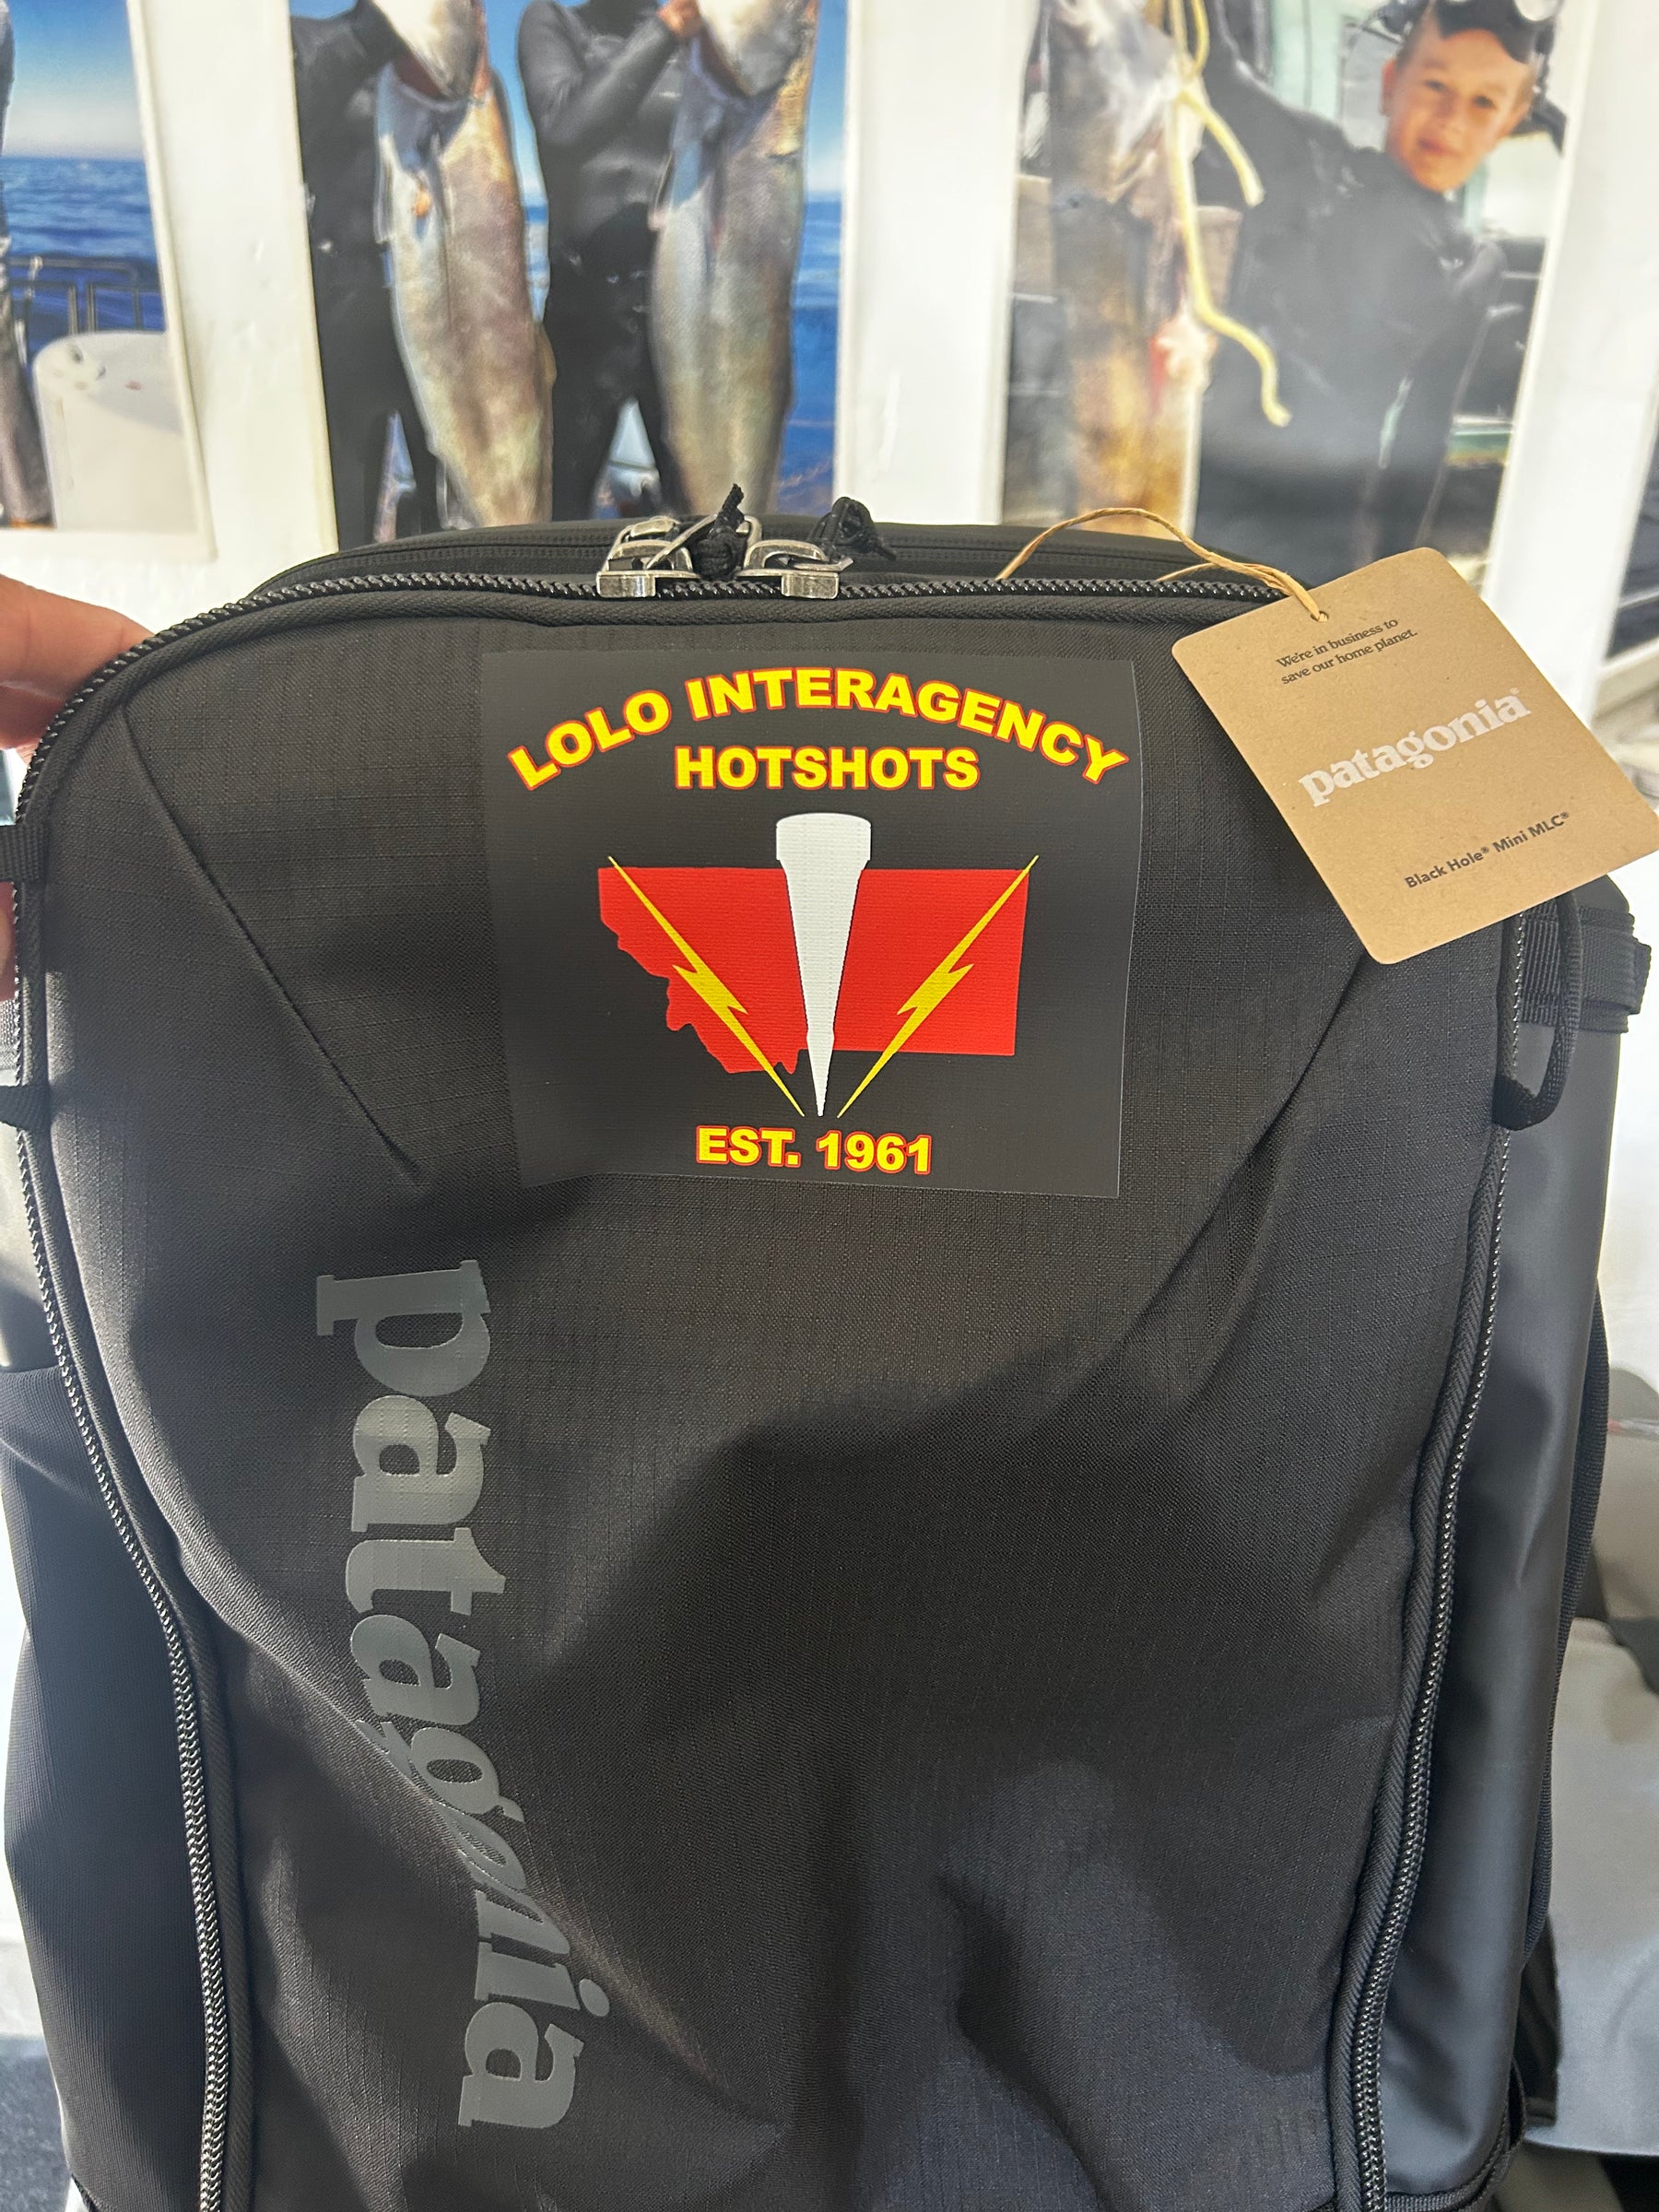 LOLO INTERAGENCY
HOTSHOTS
EST. 1961
We're in business to
save our home planet.
patagonia®
Black Hole® Mini MLC®
patagonia